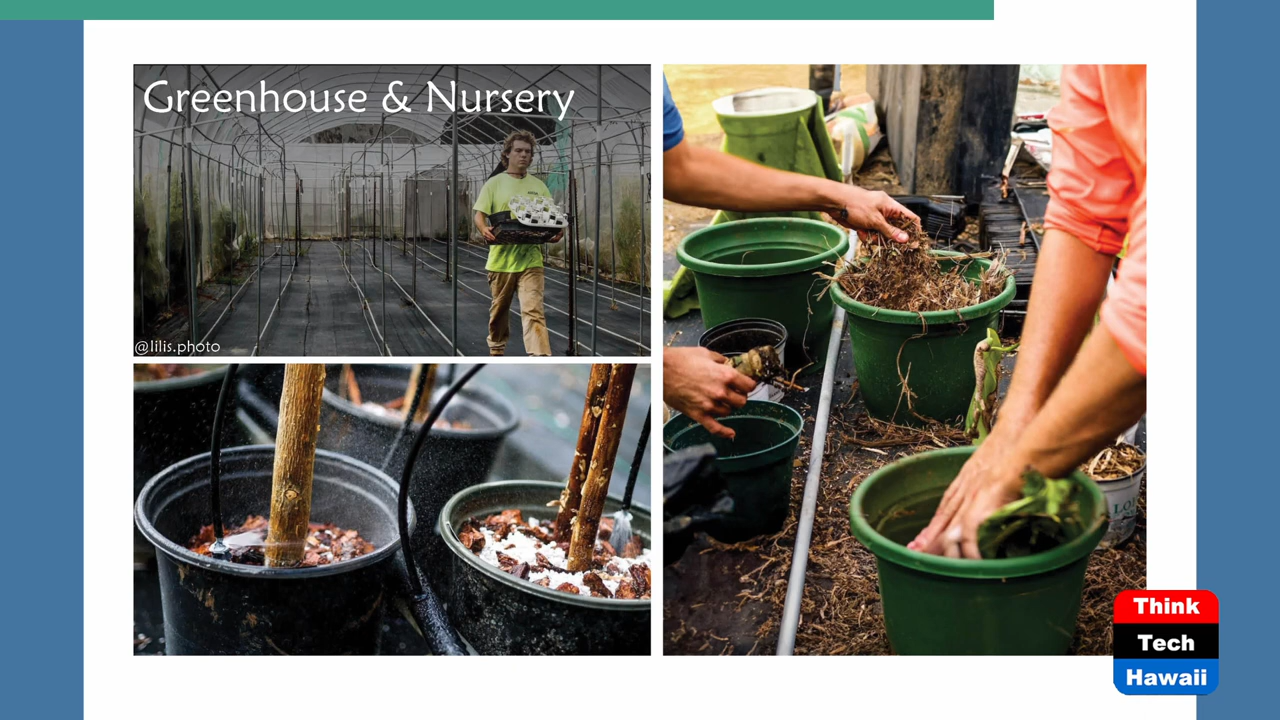 Greenhouse & Nursery
@lilis.photo
Think
Tech
Hawaii